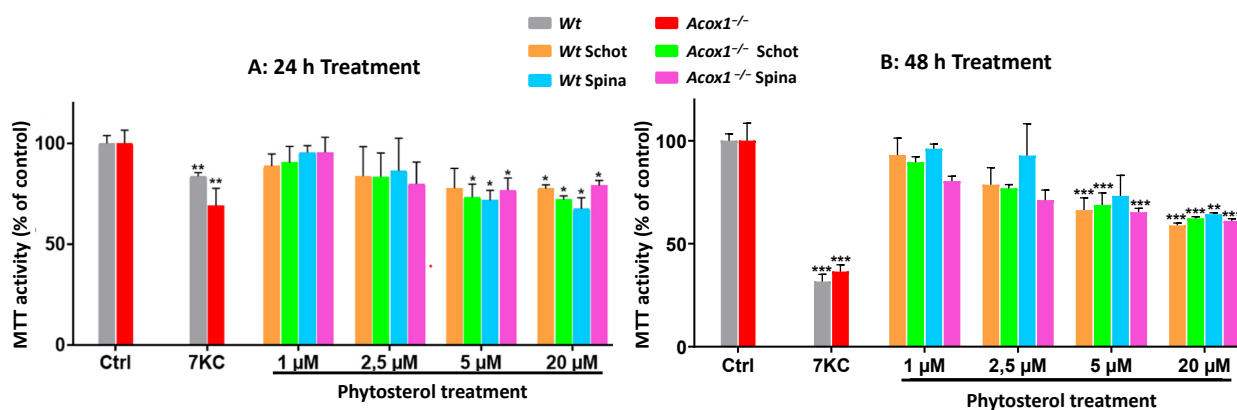 Wt
Acox1⁻/⁻
Wt Schot
Acox1⁻/⁻ Schot
Wt Spina
Acox1⁻/⁻ Spina
A: 24 h Treatment
MTT activity (% of control)
100
50
0
** ** * * * * * * *
Ctrl 7KC 1 µM 2,5 µM 5 µM 20 µM
Phytosterol treatment
B: 48 h Treatment
MTT activity (% of control)
100
50
0
*** *** *** *** *** *** *** ** ***
Ctrl 7KC 1 µM 2,5 µM 5 µM 20 µM
Phytosterol treatment